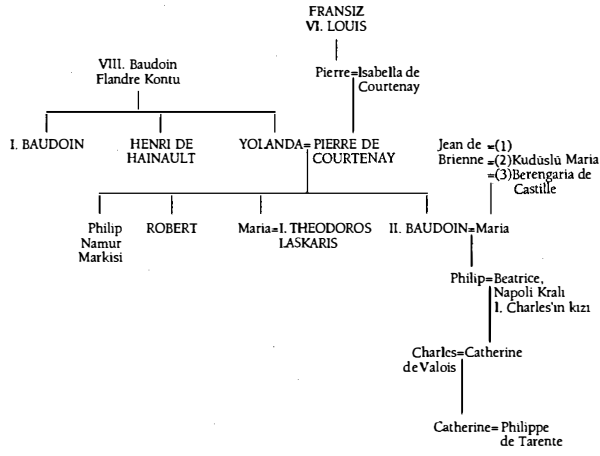 FRANSIZ
VI. LOUIS
VIII. Baudoin
Flandre Kontu
Pierre=Isabella de
Courtenay
I. BAUDOIN
HENRI DE
HAINAULT
YOLANDA= PIERRE DE
COURTENAY
Jean de =(1)
Brienne =(2)Kudüslü Maria
=(3)Berengaria de
Castille
Philip
Namur
Markisi
ROBERT
Maria=I. THEODOROS
LASKARIS
II. BAUDOIN=Maria
Philip=Beatrice,
Napoli Kralı
I. Charles'ın kızı
Charles=Catherine
de Valois
Catherine= Philippe
de Tarente